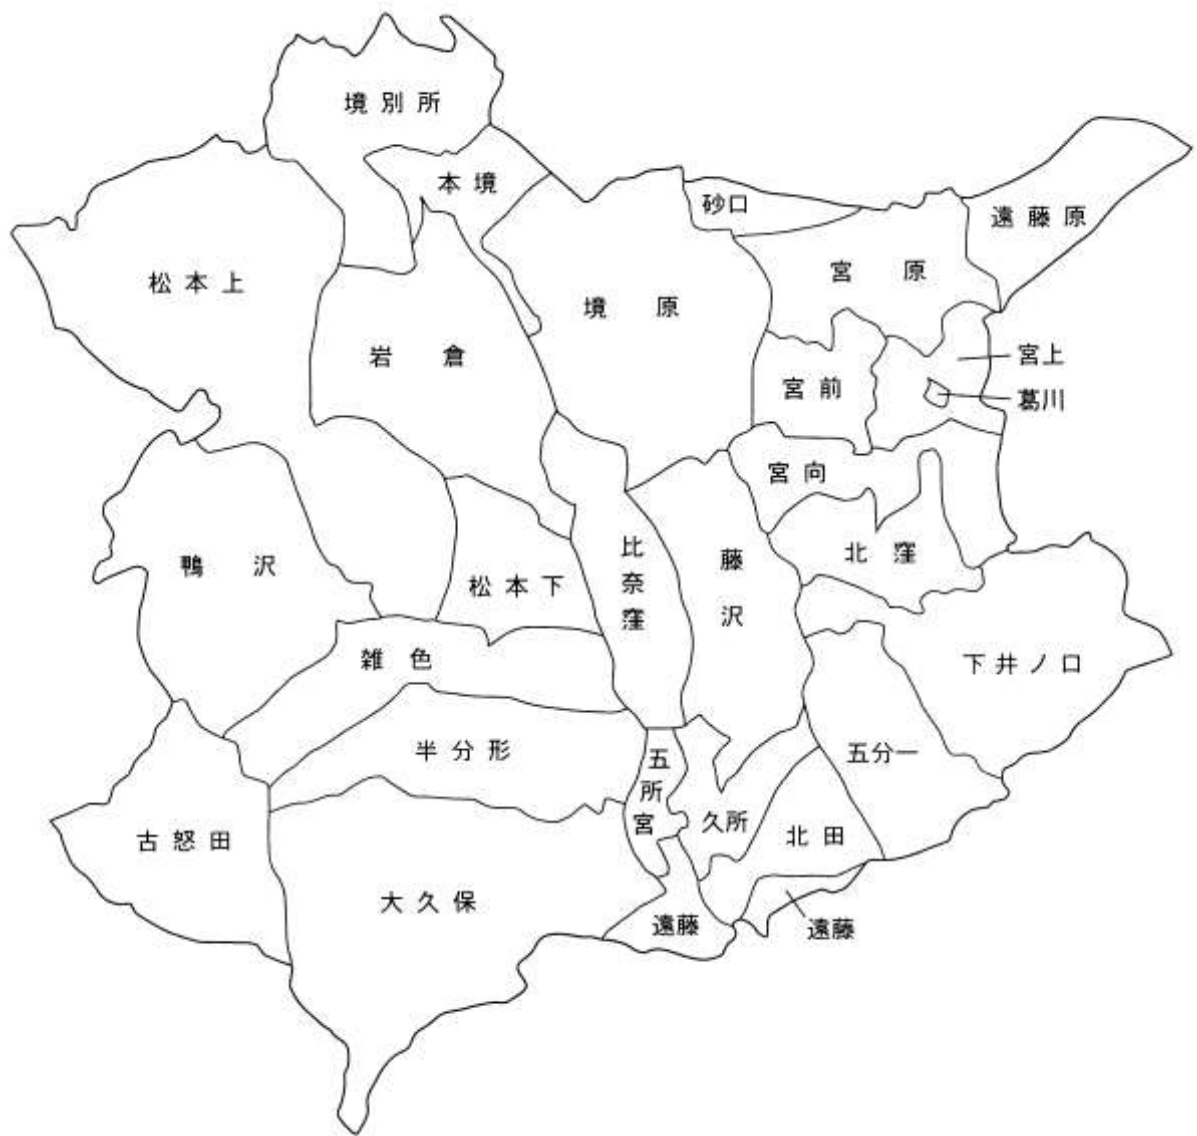 境別所
本境
砂口
遠藤原
松本上
宮原
境原
岩倉
宮上
宮前
葛川
宮向
鴨沢
比奈窪
藤沢
北窪
松本下
雑色
下井ノ口
半分形
五所宮
五分一
古怒田
久所
北田
大久保
遠藤
遠藤